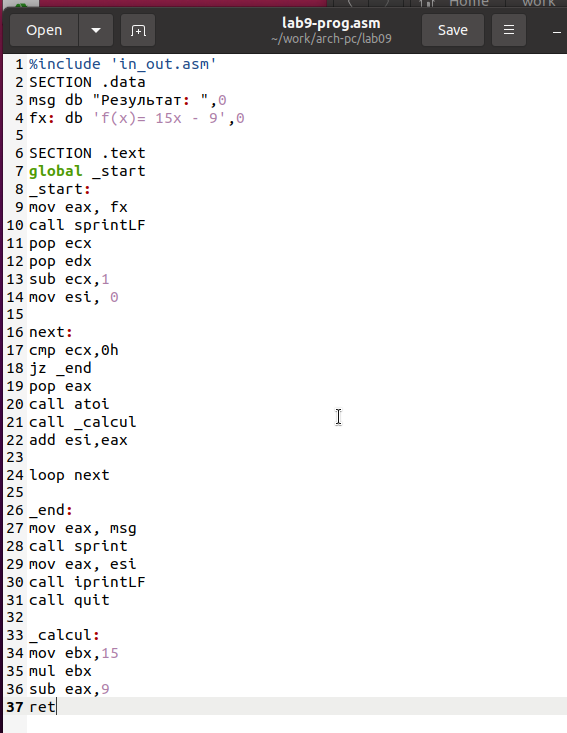 Home work
Open lab9-prog.asm Save
~/work/arch-pc/lab09
1 %include 'in_out.asm'
2 SECTION .data
3 msg db "Результат: ",0
4 fx: db 'f(x)= 15x - 9',0
5
6 SECTION .text
7 global _start
8 _start:
9 mov eax, fx
10 call sprintLF
11 pop ecx
12 pop edx
13 sub ecx,1
14 mov esi, 0
15
16 next:
17 cmp ecx,0h
18 jz _end
19 pop eax
20 call atoi
21 call _calcul
22 add esi,eax
23
24 loop next
25
26 _end:
27 mov eax, msg
28 call sprint
29 mov eax, esi
30 call iprintLF
31 call quit
32
33 _calcul:
34 mov ebx,15
35 mul ebx
36 sub eax,9
37 ret